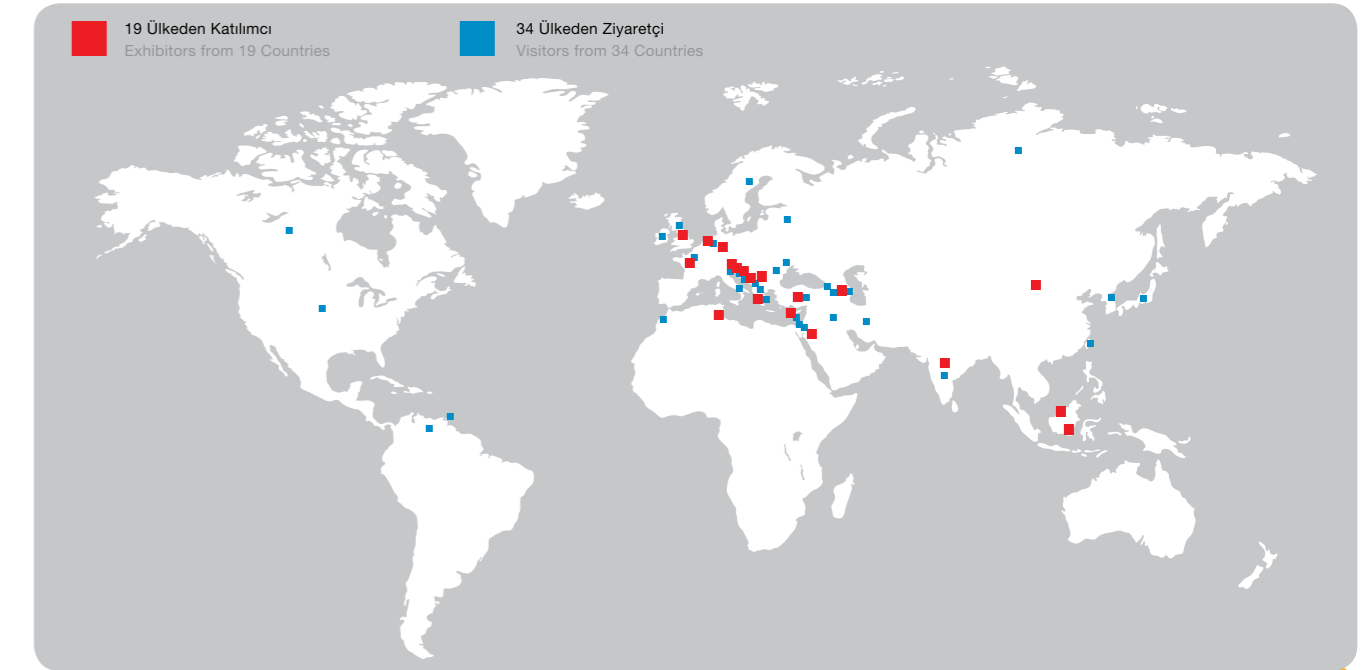 19 Ülkeden Katılımcı
Exhibitors from 19 Countries
34 Ülkeden Ziyaretçi
Visitors from 34 Countries